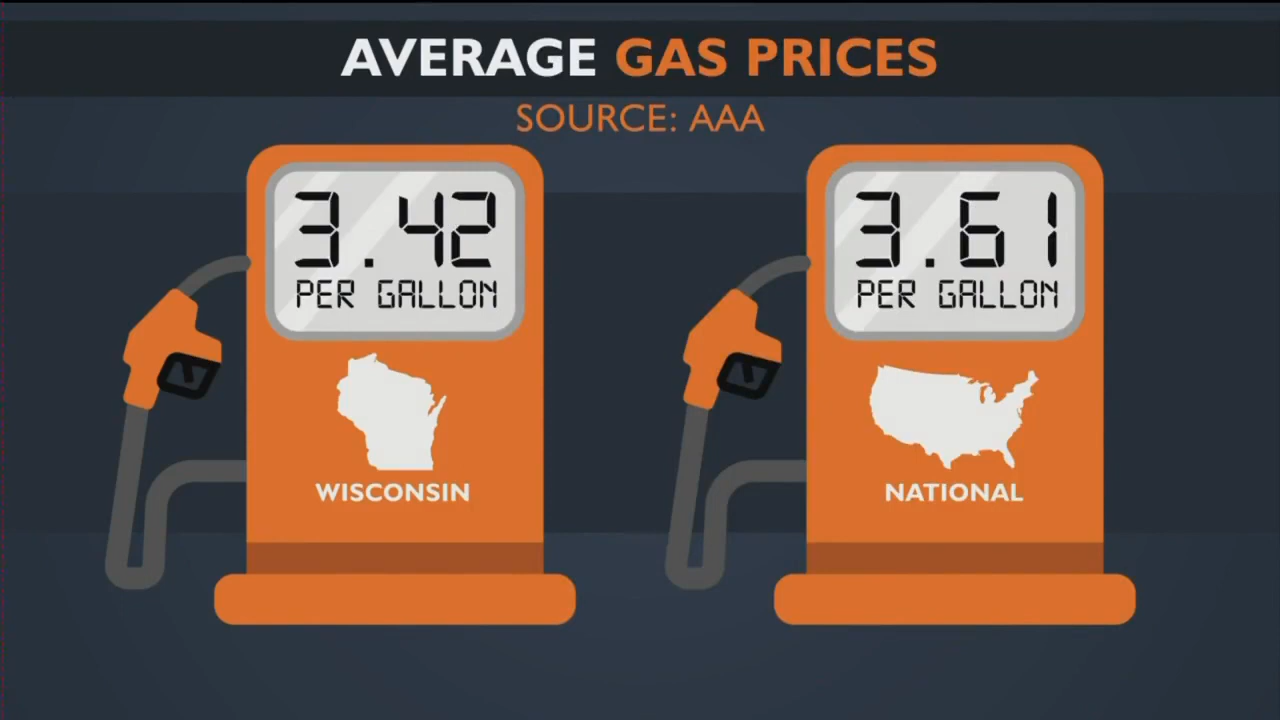 AVERAGE GAS PRICES
SOURCE: AAA
3.42
PER GALLON
WISCONSIN
3.61
PER GALLON
NATIONAL